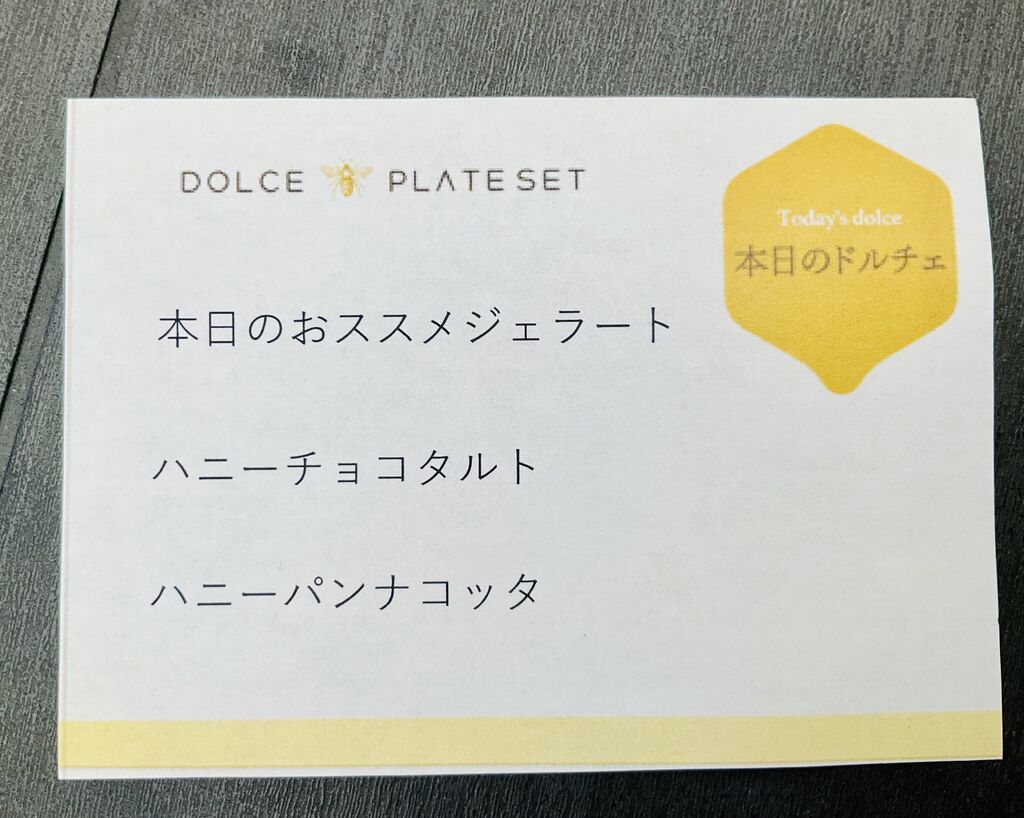 DOLCE PLATE SET
Today's dolce
本日のドルチェ
本日のおススメジェラート
ハニーチョコタルト
ハニーパンナコッタ